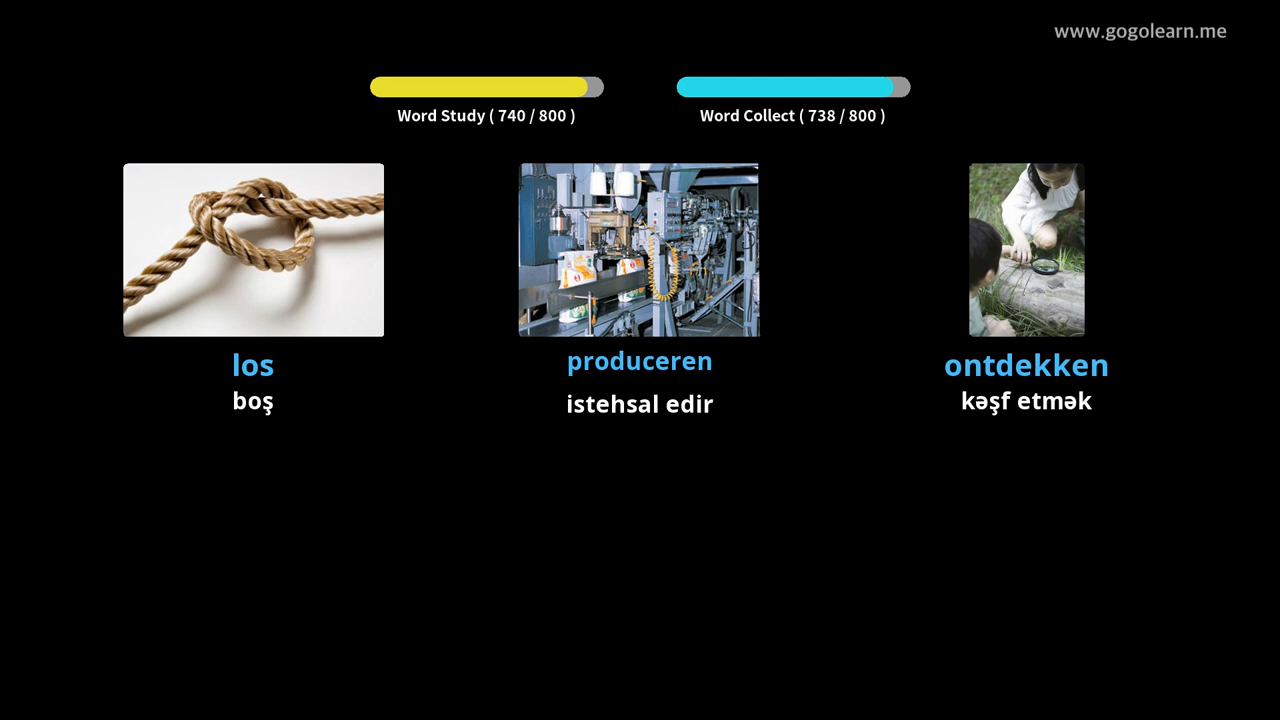 www.gogolearn.me
Word Study ( 740 / 800 )
Word Collect ( 738 / 800 )
los
boş
produceren
istehsal edir
ontdekken
kəşf etmək